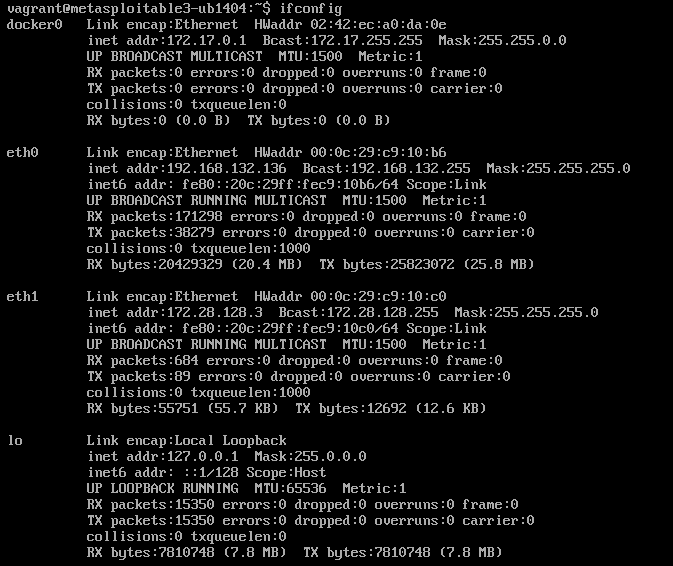 vagrant@metasploitable3-ub1404:~$ ifconfig
docker0   Link encap:Ethernet  HWaddr 02:42:ec:a0:da:0e
          inet addr:172.17.0.1  Bcast:172.17.255.255  Mask:255.255.0.0
          UP BROADCAST MULTICAST  MTU:1500  Metric:1
          RX packets:0 errors:0 dropped:0 overruns:0 frame:0
          TX packets:0 errors:0 dropped:0 overruns:0 carrier:0
          collisions:0 txqueuelen:0
          RX bytes:0 (0.0 B)  TX bytes:0 (0.0 B)

eth0      Link encap:Ethernet  HWaddr 00:0c:29:c9:10:b6
          inet addr:192.168.132.136  Bcast:192.168.132.255  Mask:255.255.255.0
          inet6 addr: fe80::20c:29ff:fec9:10b6/64 Scope:Link
          UP BROADCAST RUNNING MULTICAST  MTU:1500  Metric:1
          RX packets:171298 errors:0 dropped:0 overruns:0 frame:0
          TX packets:38279 errors:0 dropped:0 overruns:0 carrier:0
          collisions:0 txqueuelen:1000
          RX bytes:20429329 (20.4 MB)  TX bytes:25823072 (25.8 MB)

eth1      Link encap:Ethernet  HWaddr 00:0c:29:c9:10:c0
          inet addr:172.28.128.3  Bcast:172.28.128.255  Mask:255.255.255.0
          inet6 addr: fe80::20c:29ff:fec9:10c0/64 Scope:Link
          UP BROADCAST RUNNING MULTICAST  MTU:1500  Metric:1
          RX packets:684 errors:0 dropped:0 overruns:0 frame:0
          TX packets:89 errors:0 dropped:0 overruns:0 carrier:0
          collisions:0 txqueuelen:1000
          RX bytes:55751 (55.7 KB)  TX bytes:12692 (12.6 KB)

lo        Link encap:Local Loopback
          inet addr:127.0.0.1  Mask:255.0.0.0
          inet6 addr: ::1/128 Scope:Host
          UP LOOPBACK RUNNING  MTU:65536  Metric:1
          RX packets:15350 errors:0 dropped:0 overruns:0 frame:0
          TX packets:15350 errors:0 dropped:0 overruns:0 carrier:0
          collisions:0 txqueuelen:0
          RX bytes:7810748 (7.8 MB)  TX bytes:7810748 (7.8 MB)